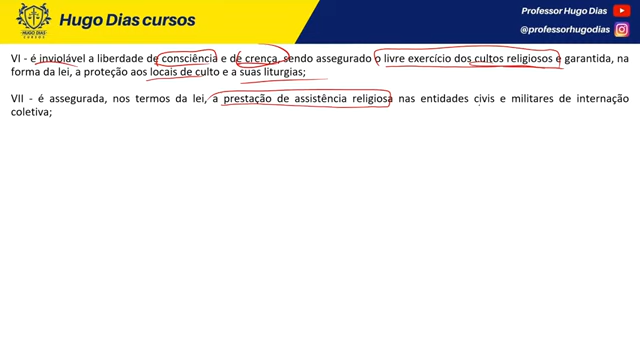 Hugo Dias cursos
HUGO DIAS
CURSOS
Professor Hugo Dias
@professorhugodias
VI - é inviolável a liberdade de consciência e de crença, sendo assegurado o livre exercício dos cultos religiosos e garantida, na
forma da lei, a proteção aos locais de culto e a suas liturgias;
VII - é assegurada, nos termos da lei, a prestação de assistência religiosa nas entidades civis e militares de internação
coletiva;